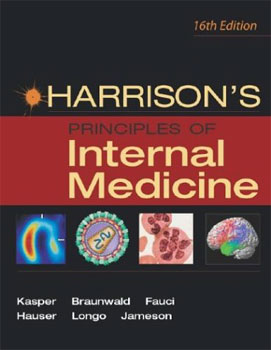 16th Edition
HARRISON'S
PRINCIPLES OF
Internal
Medicine
Kasper Braunwald Fauci
Hauser Longo Jameson